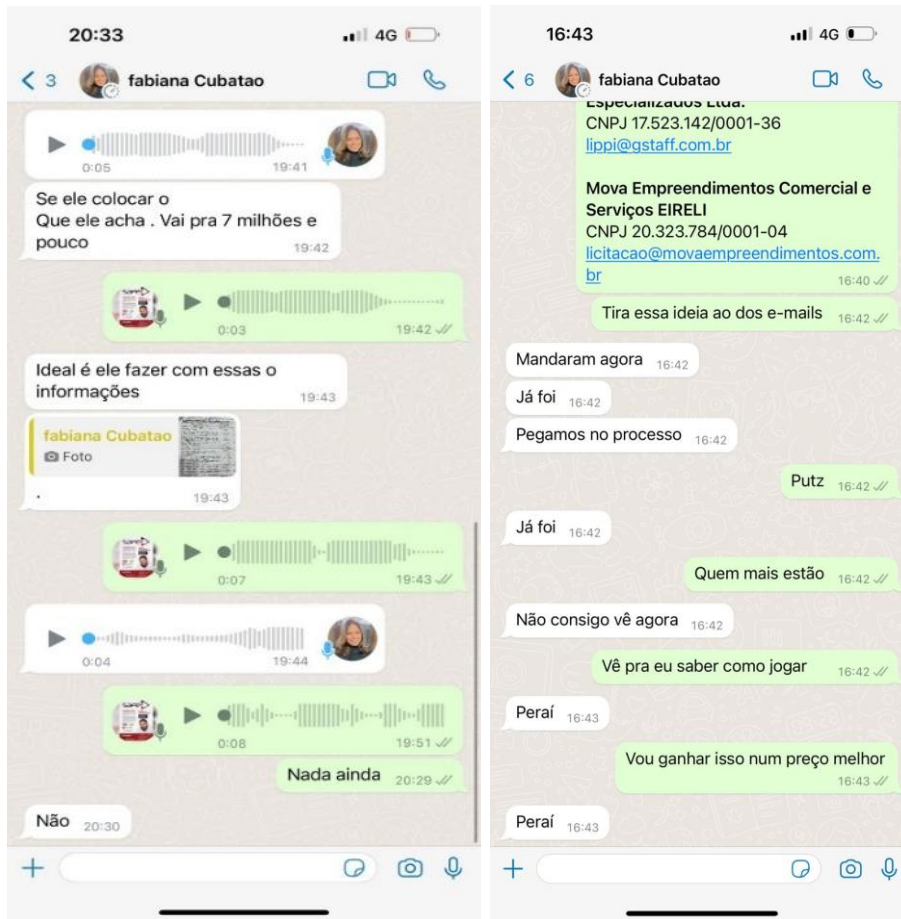 20:33
4G
3
fabiana Cubatao
0:05
19:41
Se ele colocar o
Que ele acha . Vai pra 7 milhões e
pouco
19:42
0:03
19:42
Ideal é ele fazer com essas o
informações
19:43
fabiana Cubatao
Foto
.
19:43
0:07
19:43
0:04
19:44
0:08
19:51
Nada ainda
20:29
Não
20:30
16:43
4G
6
fabiana Cubatao
Especializados Ltda.
CNPJ 17.523.142/0001-36
lippi@gstaff.com.br
Mova Empreendimentos Comercial e
Serviços EIRELI
CNPJ 20.323.784/0001-04
licitacao@movaempreendimentos.com.
br
16:40
Tira essa ideia ao dos e-mails
16:42
Mandaram agora
16:42
Já foi
16:42
Pegamos no processo
16:42
Putz
16:42
Já foi
16:42
Quem mais estão
16:42
Não consigo vê agora
16:42
Vê pra eu saber como jogar
16:42
Peraí
16:43
Vou ganhar isso num preço melhor
16:43
Peraí
16:43